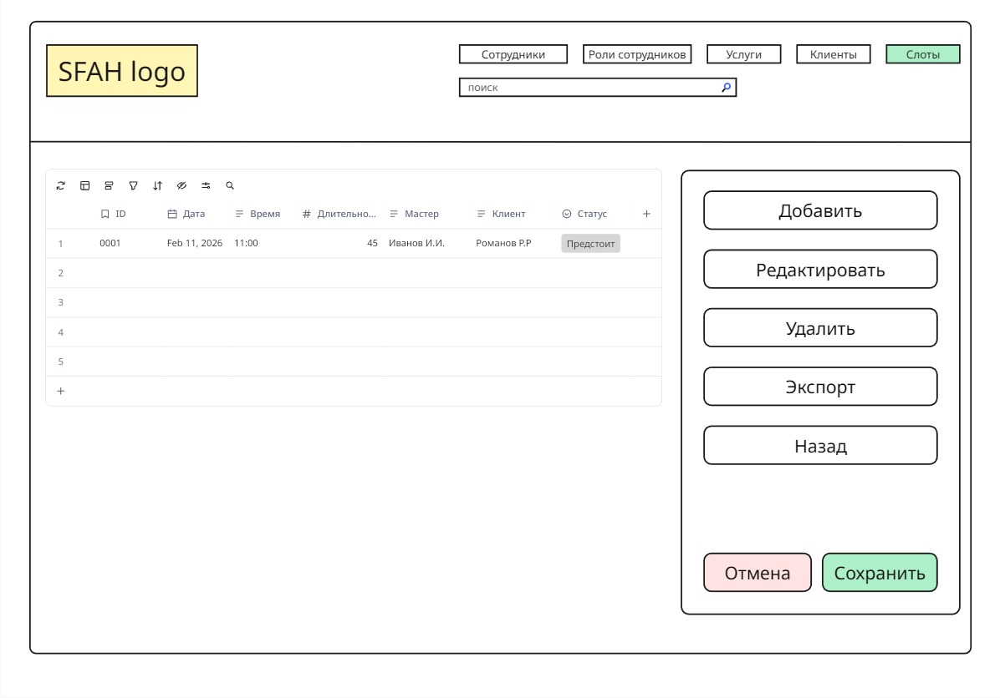 SFAH logo
Сотрудники Роли сотрудников Услуги Клиенты Слоты
поиск
ID Дата Время # Длительно... Мастер Клиент Статус +
1 0001 Feb 11, 2026 11:00 45 Иванов И.И. Романов Р.Р Предстоит
2
3
4
5
+
Добавить
Редактировать
Удалить
Экспорт
Назад
Отмена Сохранить